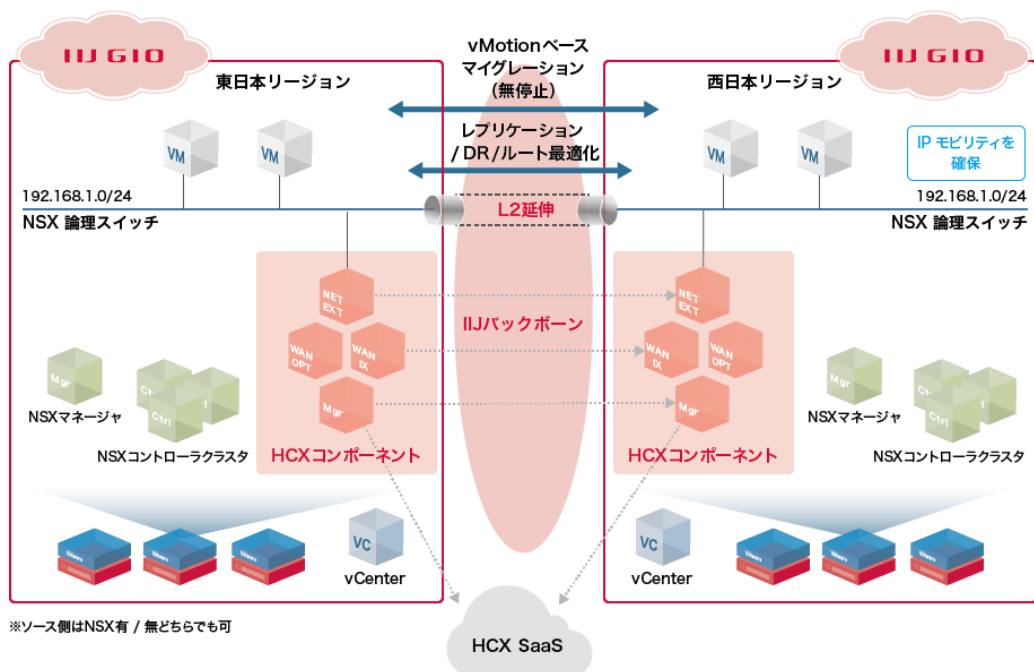 IIJ GIO
東日本リージョン
vMotionベース
マイグレーション
（無停止）
レプリケーション
/ DR / ルート最適化
IIJ GIO
西日本リージョン
IP モビリティを
確保
VM
VM
VM
VM
192.168.1.0/24
NSX 論理スイッチ
L2延伸
192.168.1.0/24
NSX 論理スイッチ
NET
EXT
WAN
OPT
WAN
IX
Mgr
HCXコンポーネント
IIJバックボーン
NET
EXT
WAN
IX
WAN
OPT
Mgr
HCXコンポーネント
Mgr
NSXマネージャ
Ctrl
NSXコントローラクラスタ
Mgr
NSXマネージャ
Ctrl
NSXコントローラクラスタ
VC
vCenter
VC
vCenter
HCX SaaS
※ソース側はNSX有 / 無どちらでも可